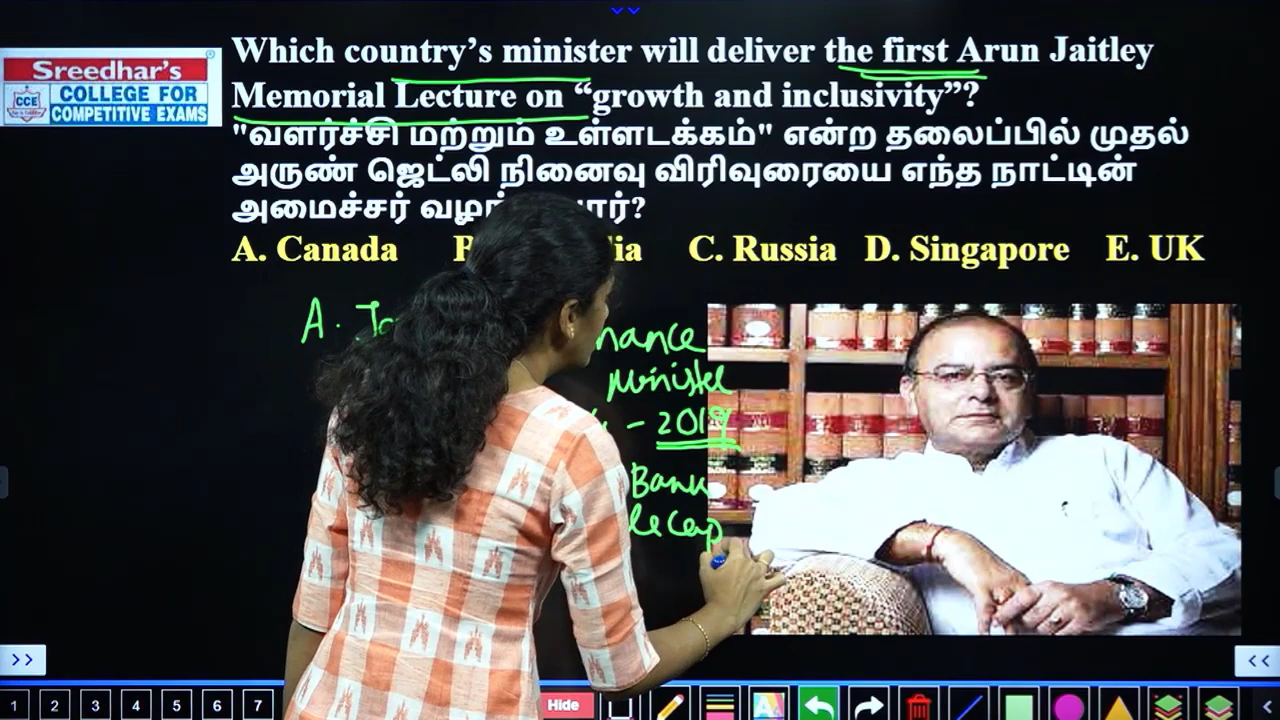 Sreedhar's
CCE
COLLEGE FOR
COMPETITIVE EXAMS
Which country's minister will deliver the first Arun Jaitley
Memorial Lecture on “growth and inclusivity”?
"வளர்ச்சி மற்றும் உள்ளடக்கம்" என்ற தலைப்பில் முதல்
அருண் ஜெட்லி நினைவு விரிவுரையை எந்த நாட்டின்
அமைச்சர்
A. Canada C. Russia D. Singapore E. UK
A.
Minister
- 2019
Bank
Recap
>>
<<
1 2 3 4 5 6 7 Hide